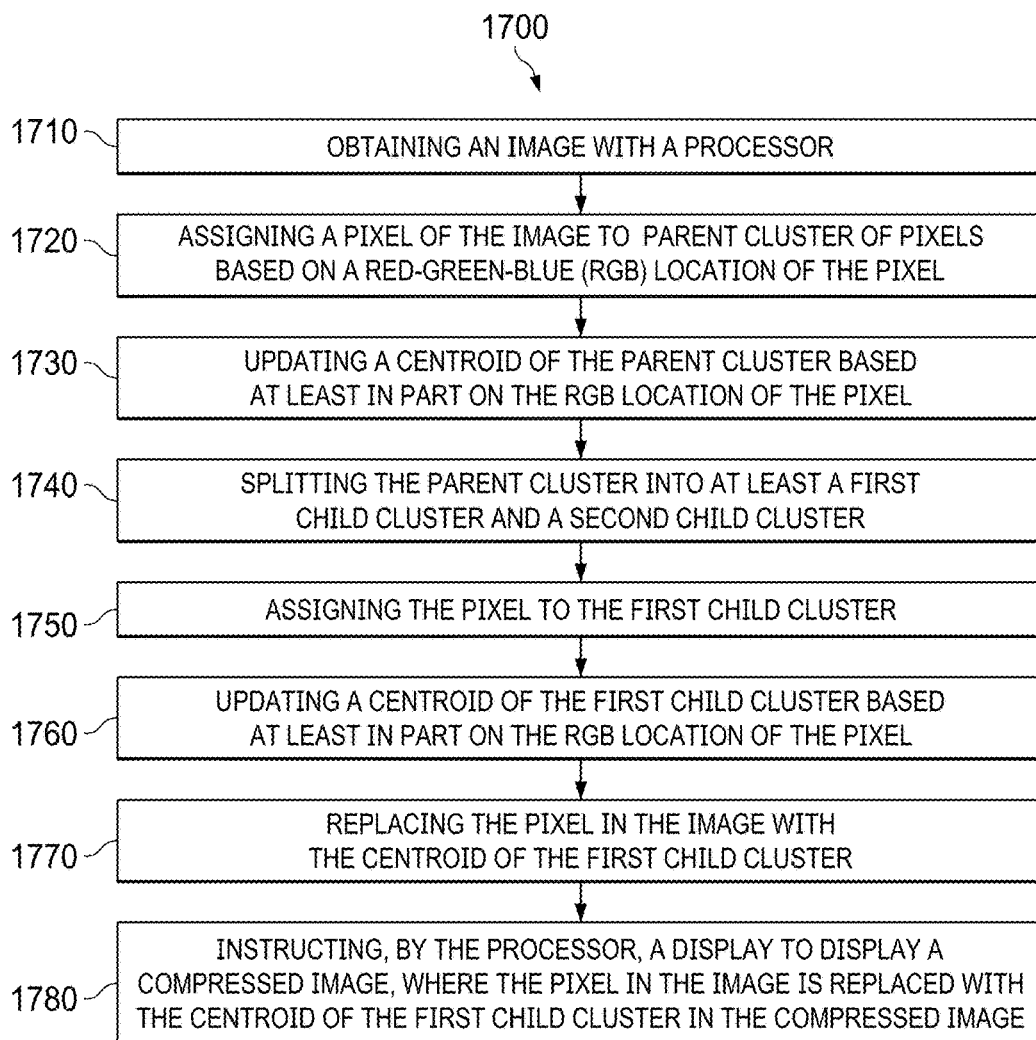 1700
1710
OBTAINING AN IMAGE WITH A PROCESSOR
1720
ASSIGNING A PIXEL OF THE IMAGE TO PARENT CLUSTER OF PIXELS
BASED ON A RED-GREEN-BLUE (RGB) LOCATION OF THE PIXEL
1730
UPDATING A CENTROID OF THE PARENT CLUSTER BASED
AT LEAST IN PART ON THE RGB LOCATION OF THE PIXEL
1740
SPLITTING THE PARENT CLUSTER INTO AT LEAST A FIRST
CHILD CLUSTER AND A SECOND CHILD CLUSTER
1750
ASSIGNING THE PIXEL TO THE FIRST CHILD CLUSTER
1760
UPDATING A CENTROID OF THE FIRST CHILD CLUSTER BASED
AT LEAST IN PART ON THE RGB LOCATION OF THE PIXEL
1770
REPLACING THE PIXEL IN THE IMAGE WITH
THE CENTROID OF THE FIRST CHILD CLUSTER
1780
INSTRUCTING, BY THE PROCESSOR, A DISPLAY TO DISPLAY A
COMPRESSED IMAGE, WHERE THE PIXEL IN THE IMAGE IS REPLACED WITH
THE CENTROID OF THE FIRST CHILD CLUSTER IN THE COMPRESSED IMAGE